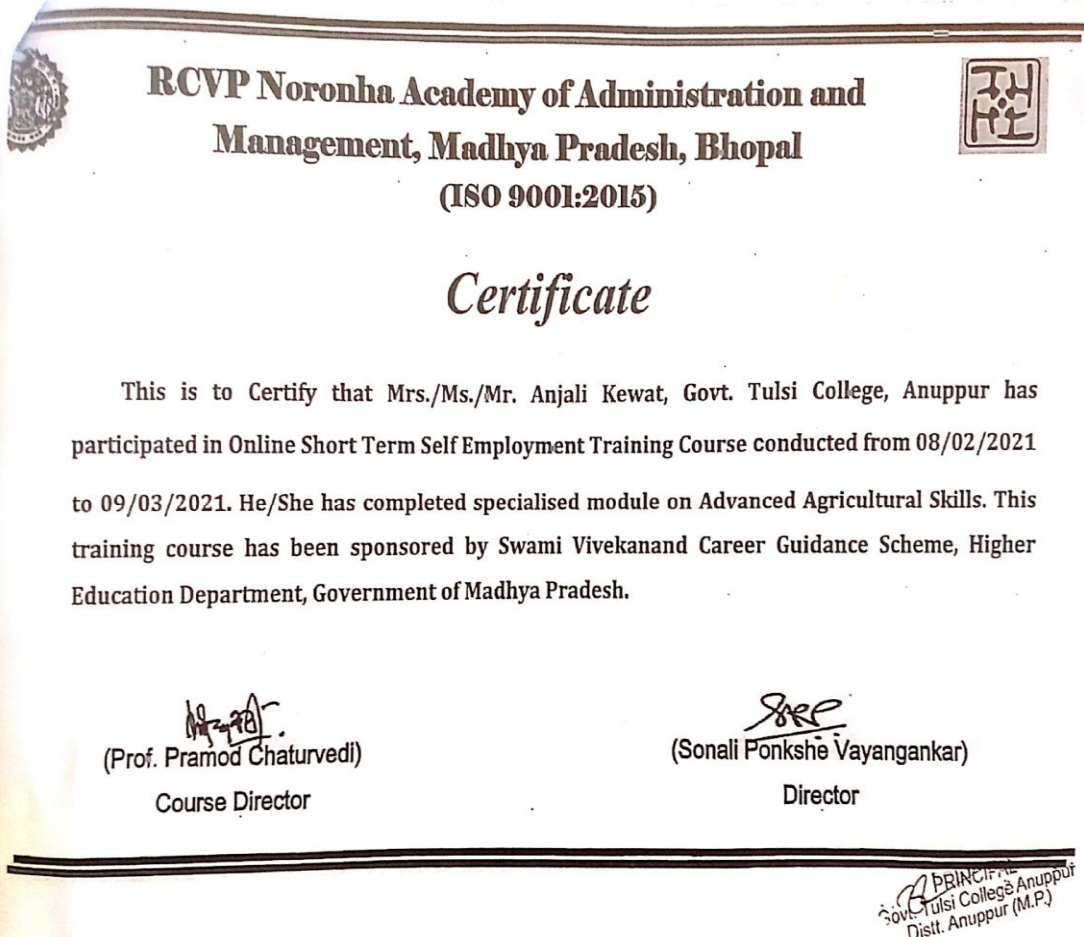 RCVP Noronha Academy of Administration and
Management, Madhya Pradesh, Bhopal
(ISO 9001:2015)
Certificate
This is to Certify that Mrs./Ms./Mr. Anjali Kewat, Govt. Tulsi College, Anuppur has
participated in Online Short Term Self Employment Training Course conducted from 08/02/2021
to 09/03/2021. He/She has completed specialised module on Advanced Agricultural Skills. This
training course has been sponsored by Swami Vivekanand Career Guidance Scheme, Higher
Education Department, Government of Madhya Pradesh.
(Prof. Pramod Chaturvedi)
Course Director
(Sonali Ponkshe Vayangankar)
Director
PRINCIPAL
Govt. Tulsi College Anuppur
Distt. Anuppur (M.P.)